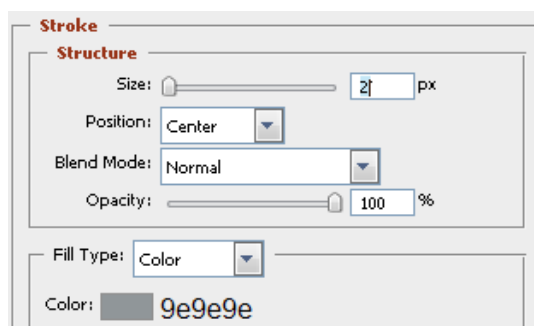 Stroke
Structure
Size: 2 px
Position: Center
Blend Mode: Normal
Opacity: 100 %
Fill Type: Color
Color: 9e9e9e